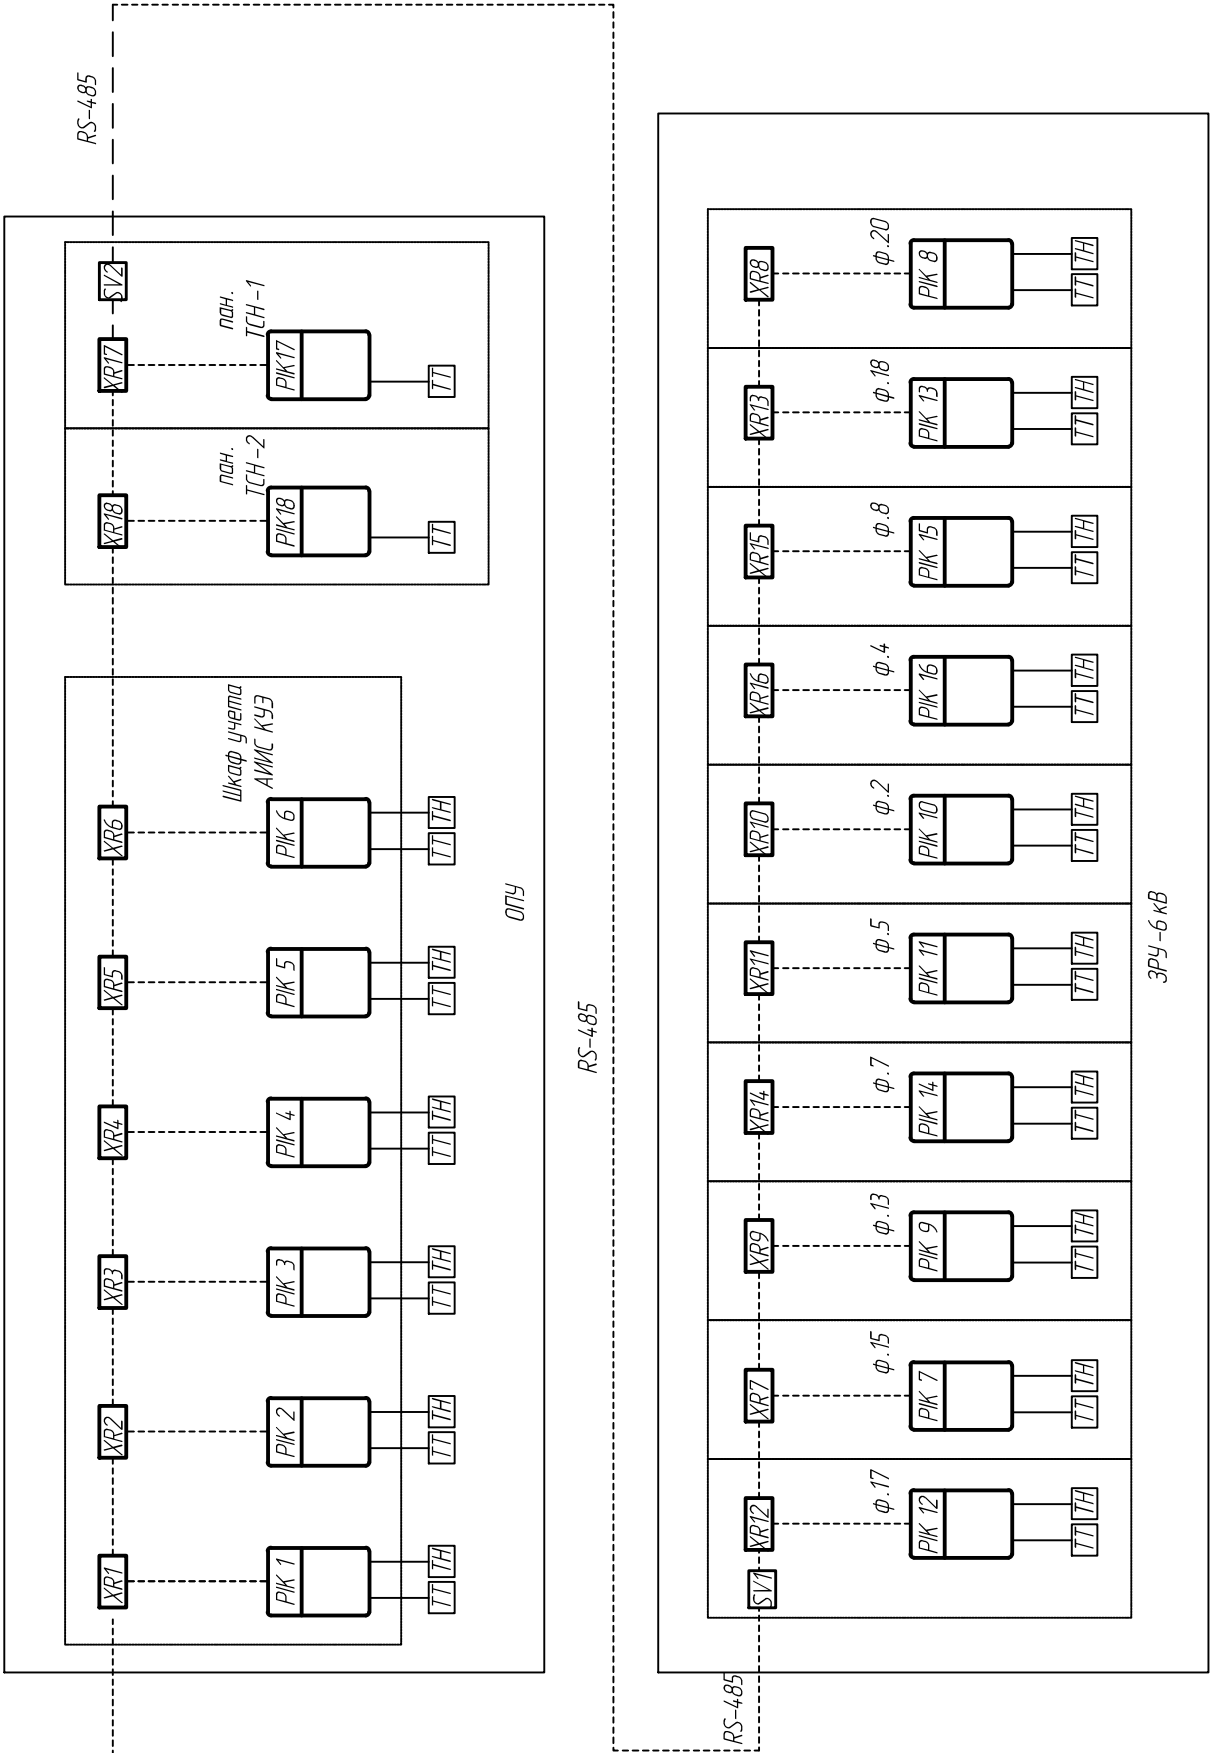 RS-485
SV2
XR17
пан.
ТСН-1
PIK17
ТТ
XR18
пан.
ТСН-2
PIK18
ТТ
Шкаф учета
АИИС КУЭ
XR6
PIK 6
ТТ
ТН
XR5
PIK 5
ТТ
ТН
XR4
PIK 4
ТТ
ТН
XR3
PIK 3
ТТ
ТН
XR2
PIK 2
ТТ
ТН
XR1
PIK 1
ТТ
ТН
ОПУ
RS-485
XR8
ф.20
PIK 8
ТТ
ТН
XR13
ф.18
PIK 13
ТТ
ТН
XR15
ф.8
PIK 15
ТТ
ТН
XR16
ф.4
PIK 16
ТТ
ТН
XR10
ф.2
PIK 10
ТТ
ТН
XR11
ф.5
PIK 11
ТТ
ТН
XR14
ф.7
PIK 14
ТТ
ТН
XR9
ф.13
PIK 9
ТТ
ТН
XR7
ф.15
PIK 7
ТТ
ТН
XR12
ф.17
PIK 12
ТТ
ТН
SV1
ЗРУ-6 кВ
RS-485